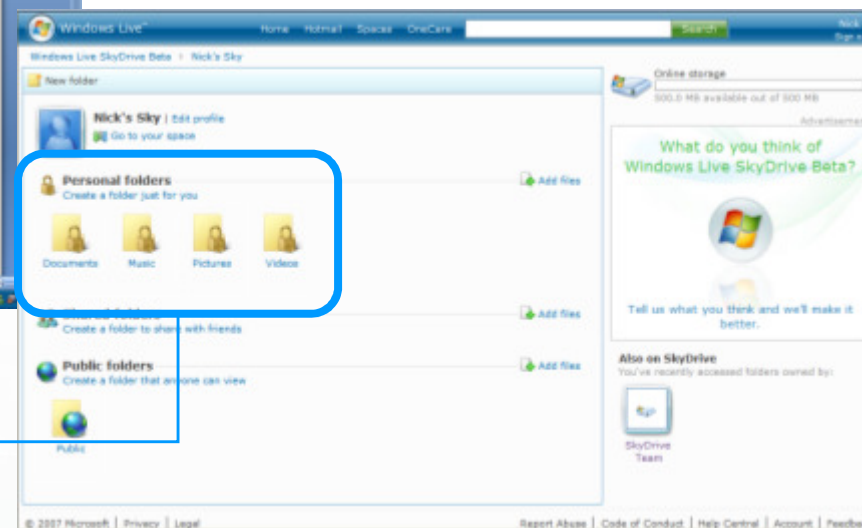 Windows Live™ Home Hotmail Spaces OneCare Search Nick
Windows Live SkyDrive Beta › Nick's Sky
New folder
Nick's Sky | Edit profile
Go to your space
Personal folders
Create a folder just for you
Add files
Documents Music Pictures Videos
Create a folder to share with friends
Add files
Public folders
Create a folder that anyone can view
Add files
Public
Online storage
500.0 MB available out of 500 MB
What do you think of
Windows Live SkyDrive Beta?
Tell us what you think and we'll make it
better.
Also on SkyDrive
You've recently accessed folders owned by:
SkyDrive
Team
© 2007 Microsoft | Privacy | Legal
Report Abuse | Code of Conduct | Help Central | Account |